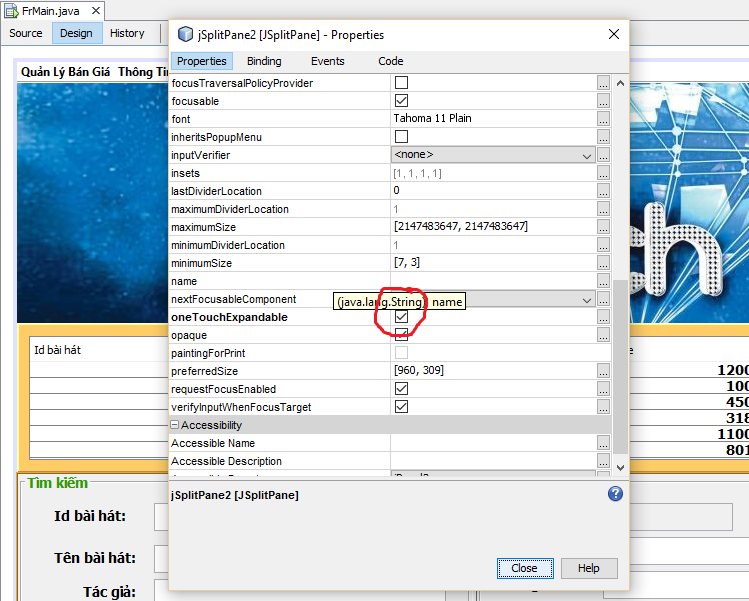 FrMain.java
Source Design History
Quản Lý Bán Giá Thông Ti
ch
Id bài hát
e
1200
100
450
318
1100
801
Tìm kiếm
Id bài hát:
Tên bài hát:
Tác giả:
jSplitPane2 [JSplitPane] - Properties
Properties Binding Events Code
focusTraversalPolicyProvider ...
focusable ...
font Tahoma 11 Plain ...
inheritsPopupMenu ...
inputVerifier <none> ...
insets [1, 1, 1, 1] ...
lastDividerLocation 0 ...
maximumDividerLocation 1 ...
maximumSize [2147483647, 2147483647] ...
minimumDividerLocation 1 ...
minimumSize [7, 3] ...
name ...
nextFocusableComponent ...
(java.lang.String) name
oneTouchExpandable ...
opaque ...
paintingForPrint
preferredSize [960, 309] ...
requestFocusEnabled ...
verifyInputWhenFocusTarget ...
Accessibility
Accessible Name ...
Accessible Description ...
jSplitPane2 [JSplitPane]
?
Close Help